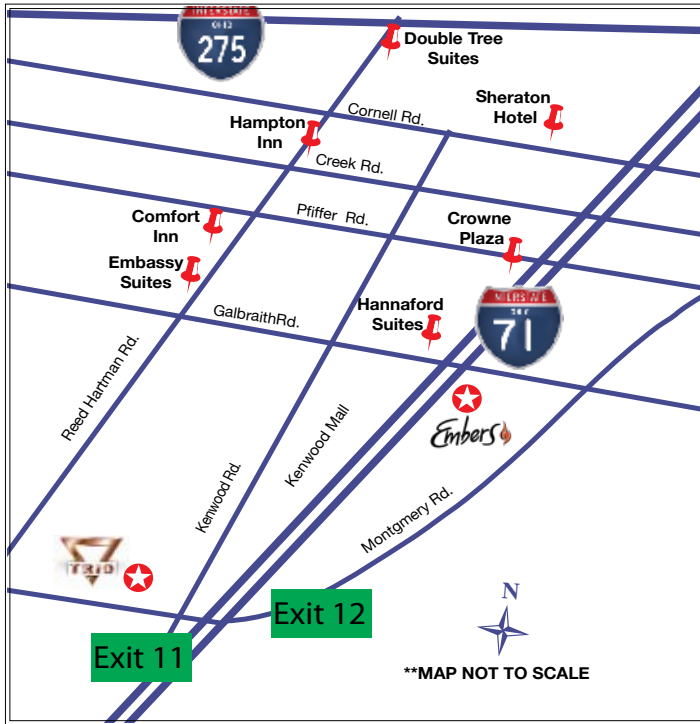 INTERSTATE
OHIO
275
Double Tree
Suites
Sheraton
Hotel
Cornell Rd.
Hampton
Inn
Creek Rd.
Pfiffer Rd.
Comfort
Inn
Crowne
Plaza
Embassy
Suites
GalbraithRd.
Hannaford
Suites
INTERSTATE
71
Embers
Reed Hartman Rd.
Kenwood Rd.
Kenwood Mall
Montgmery Rd.
TRIO
Exit 12
Exit 11
N
**MAP NOT TO SCALE